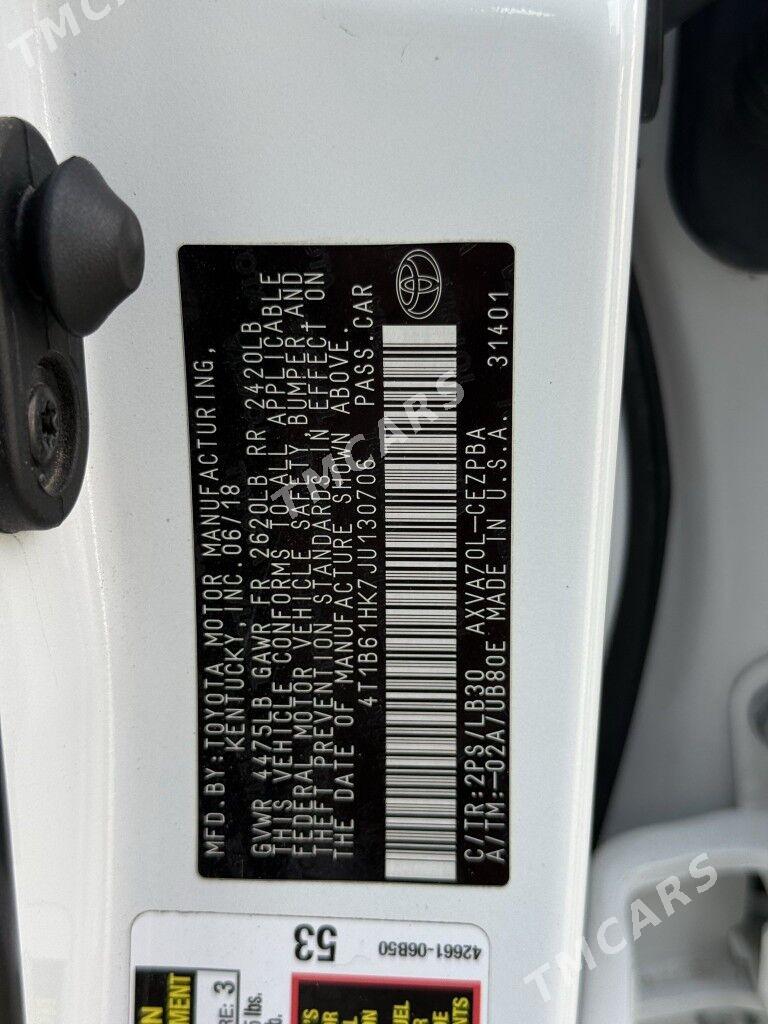 MFD.BY:TOYOTA MOTOR MANUFACTURING,
KENTUCKY, INC. 06/18
GVWR 4475LB GAWR FR 2620LB RR 2420LB
THIS VEHICLE CONFORMS TO ALL APPLICABLE
FEDERAL MOTOR VEHICLE SAFETY, BUMPER, AND
THEFT PREVENTION STANDARDS IN EFFECT ON
THE DATE OF MANUFACTURE SHOWN ABOVE.
4T1B61HK7JU130706 PASS.CAR
C/TR:2PS/LB30 AXVA70L-CEZPBA
A/TM:-02A/UB80E MADE IN U.S.A. 31401
53
42661-06B50
3
TMCARS
TMCARS
TMCARS
TMCARS